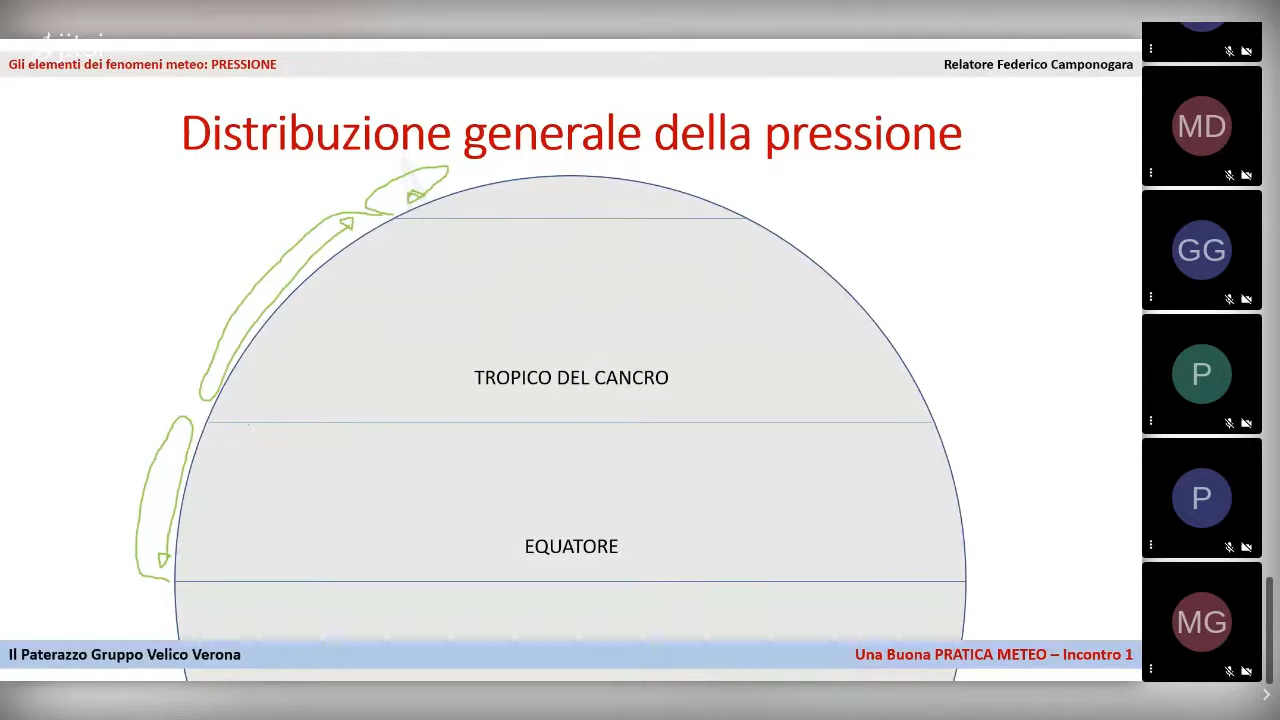 jitsi
Gli elementi dei fenomeni meteo: PRESSIONE
Relatore Federico Camponogara
Distribuzione generale della pressione
TROPICO DEL CANCRO
EQUATORE
Il Paterazzo Gruppo Velico Verona
Una Buona PRATICA METEO – Incontro 1
MD
GG
P
P
MG